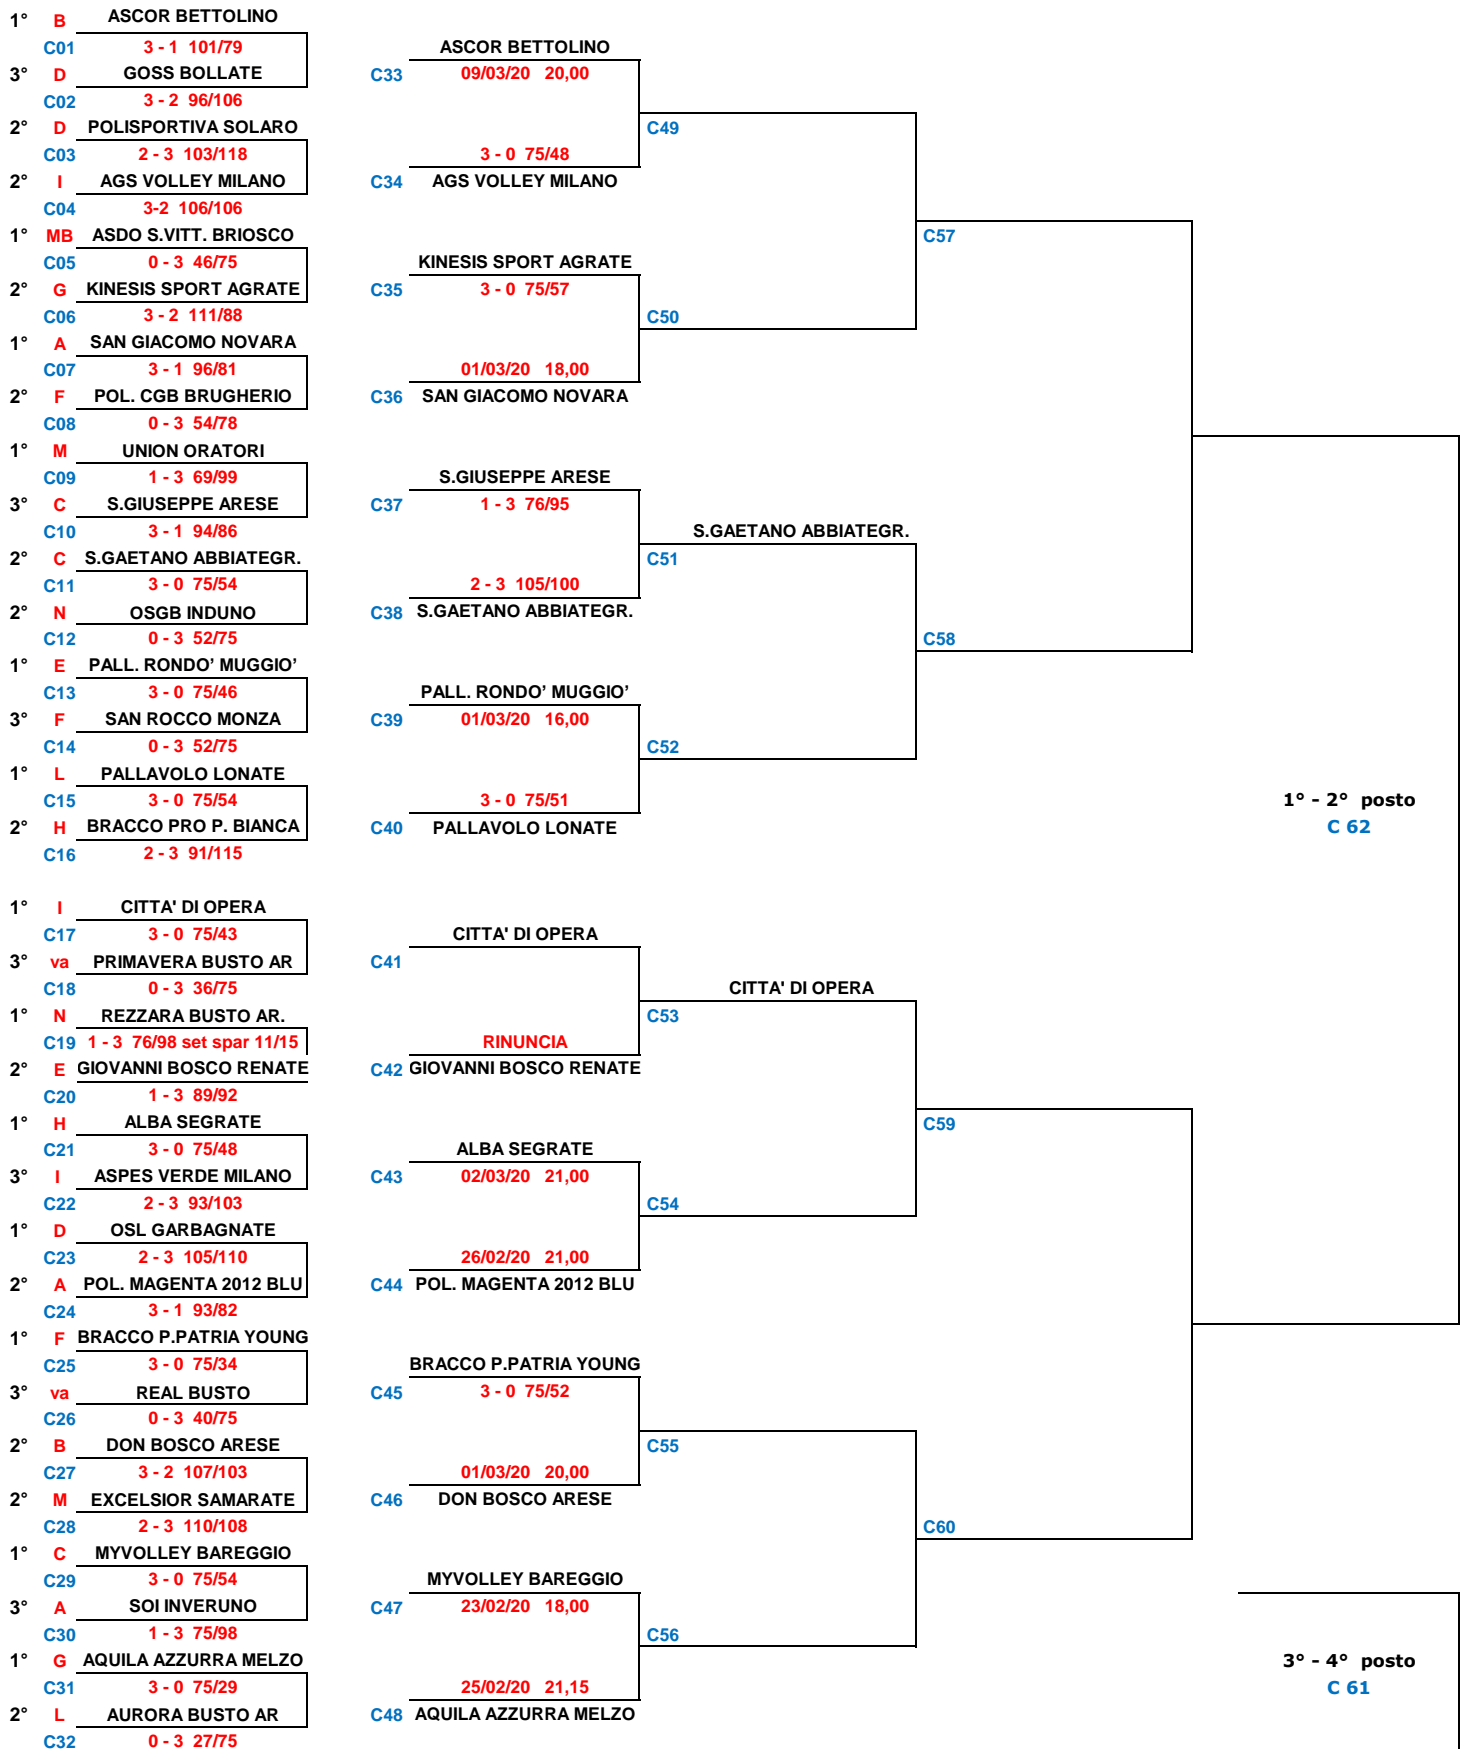 1° B ASCOR BETTOLINO
C01 3 - 1 101/79 ASCOR BETTOLINO
3° D GOSS BOLLATE C33 09/03/20 20,00
C02 3 - 2 96/106
2° D POLISPORTIVA SOLARO C49
C03 2 - 3 103/118 3 - 0 75/48
2° I AGS VOLLEY MILANO C34 AGS VOLLEY MILANO
C04 3-2 106/106
1° MB ASDO S.VITT. BRIOSCO C57
C05 0 - 3 46/75 KINESIS SPORT AGRATE
2° G KINESIS SPORT AGRATE C35 3 - 0 75/57
C06 3 - 2 111/88 C50
1° A SAN GIACOMO NOVARA
C07 3 - 1 96/81 01/03/20 18,00
2° F POL. CGB BRUGHERIO C36 SAN GIACOMO NOVARA
C08 0 - 3 54/78
1° M UNION ORATORI
C09 1 - 3 69/99 S.GIUSEPPE ARESE
3° C S.GIUSEPPE ARESE C37 1 - 3 76/95
C10 3 - 1 94/86 S.GAETANO ABBIATEGR.
2° C S.GAETANO ABBIATEGR. C51
C11 3 - 0 75/54 2 - 3 105/100
2° N OSGB INDUNO C38 S.GAETANO ABBIATEGR.
C12 0 - 3 52/75 C58
1° E PALL. RONDO’ MUGGIO’
C13 3 - 0 75/46 PALL. RONDO’ MUGGIO’
3° F SAN ROCCO MONZA C39 01/03/20 16,00
C14 0 - 3 52/75 C52
1° L PALLAVOLO LONATE
C15 3 - 0 75/54 3 - 0 75/51 1° - 2° posto
2° H BRACCO PRO P. BIANCA C40 PALLAVOLO LONATE C 62
C16 2 - 3 91/115
1° I CITTA' DI OPERA
C17 3 - 0 75/43 CITTA' DI OPERA
3° va PRIMAVERA BUSTO AR C41
C18 0 - 3 36/75 CITTA' DI OPERA
1° N REZZARA BUSTO AR. C53
C19 1 - 3 76/98 set spar 11/15 RINUNCIA
2° E GIOVANNI BOSCO RENATE C42 GIOVANNI BOSCO RENATE
C20 1 - 3 89/92
1° H ALBA SEGRATE C59
C21 3 - 0 75/48 ALBA SEGRATE
3° I ASPES VERDE MILANO C43 02/03/20 21,00
C22 2 - 3 93/103 C54
1° D OSL GARBAGNATE
C23 2 - 3 105/110 26/02/20 21,00
2° A POL. MAGENTA 2012 BLU C44 POL. MAGENTA 2012 BLU
C24 3 - 1 93/82
1° F BRACCO P.PATRIA YOUNG
C25 3 - 0 75/34 BRACCO P.PATRIA YOUNG
3° va REAL BUSTO C45 3 - 0 75/52
C26 0 - 3 40/75
2° B DON BOSCO ARESE C55
C27 3 - 2 107/103 01/03/20 20,00
2° M EXCELSIOR SAMARATE C46 DON BOSCO ARESE
C28 2 - 3 110/108 C60
1° C MYVOLLEY BAREGGIO
C29 3 - 0 75/54 MYVOLLEY BAREGGIO
3° A SOI INVERUNO C47 23/02/20 18,00
C30 1 - 3 75/98 C56
1° G AQUILA AZZURRA MELZO 3° - 4° posto
C31 3 - 0 75/29 25/02/20 21,15 C 61
2° L AURORA BUSTO AR C48 AQUILA AZZURRA MELZO
C32 0 - 3 27/75